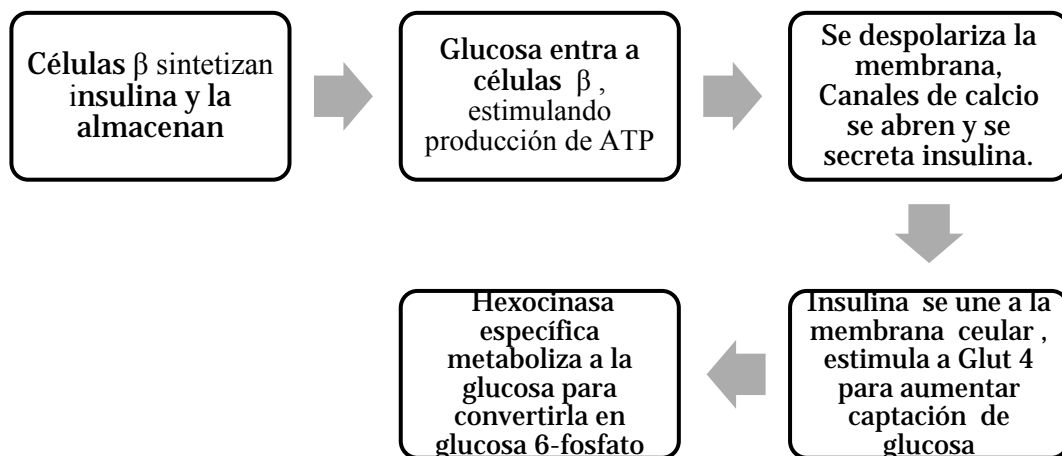 Células β sintetizan
insulina y la
almacenan
Glucosa entra a
células β ,
estimulando
producción de ATP
Se despolariza la
membrana,
Canales de calcio
se abren y se
secreta insulina.
Insulina se une a la
membrana ceular ,
estimula a Glut 4
para aumentar
captación de
glucosa
Hexocinasa
específica
metaboliza a la
glucosa para
convertirla en
glucosa 6-fosfato